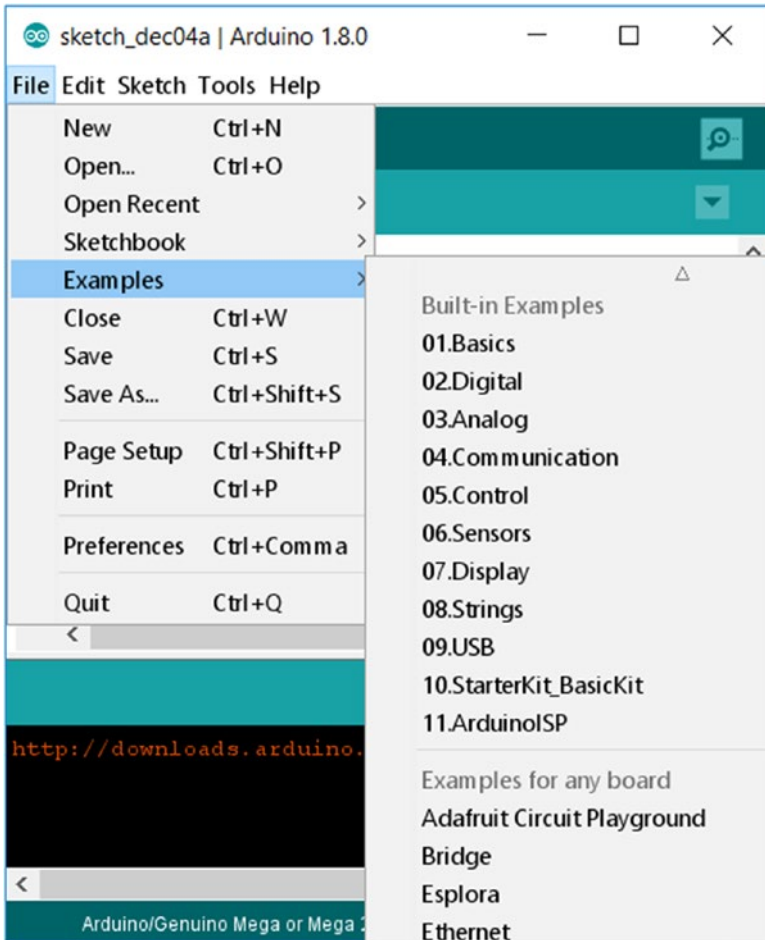 sketch_dec04a | Arduino 1.8.0
File Edit Sketch Tools Help
New Ctrl+N
Open... Ctrl+O
Open Recent
Sketchbook
Examples
Close Ctrl+W
Save Ctrl+S
Save As... Ctrl+Shift+S
Page Setup Ctrl+Shift+P
Print Ctrl+P
Preferences Ctrl+Comma
Quit Ctrl+Q
Built-in Examples
01.Basics
02.Digital
03.Analog
04.Communication
05.Control
06.Sensors
07.Display
08.Strings
09.USB
10.StarterKit_BasicKit
11.ArduinoISP
Examples for any board
Adafruit Circuit Playground
Bridge
Esplora
Ethernet
http://downloads.arduino.
Arduino/Genuino Mega or Mega 2